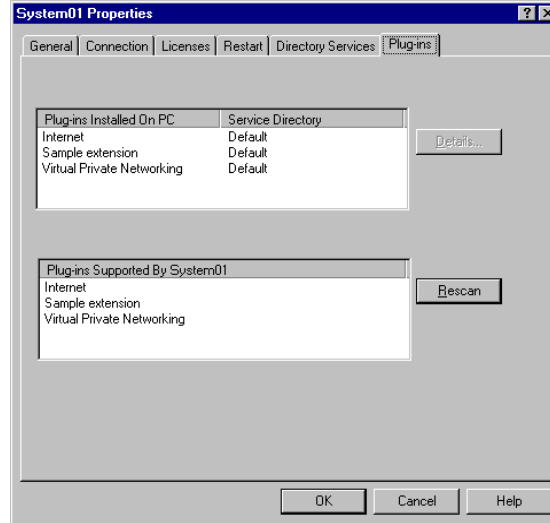 System01 Properties
General Connection Licenses Restart Directory Services Plug-ins
Plug-ins Installed On PC Service Directory
Internet Default
Sample extension Default
Virtual Private Networking Default
Details...
Plug-ins Supported By System01
Internet
Sample extension
Virtual Private Networking
Rescan
OK Cancel Help